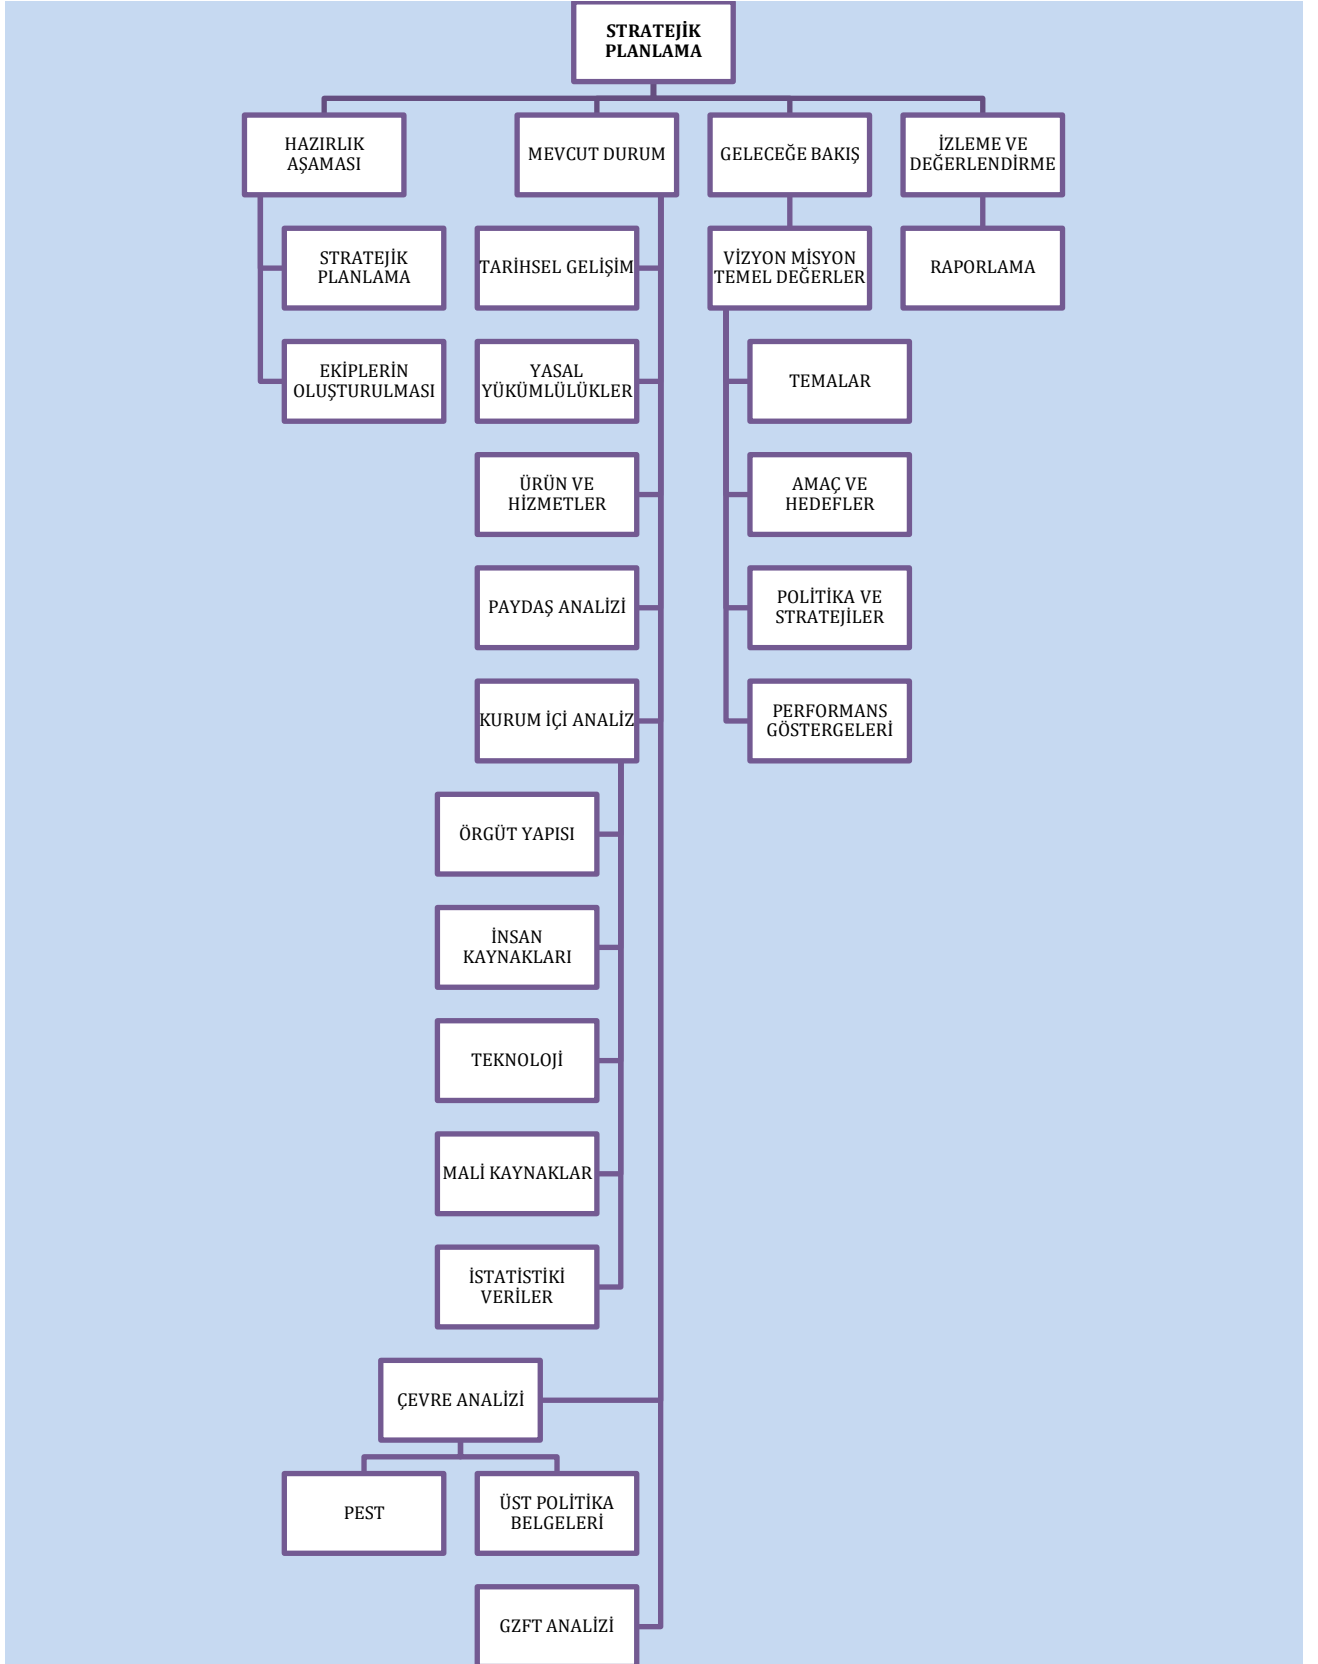 STRATEJİK
PLANLAMA
HAZIRLIK
AŞAMASI
MEVCUT DURUM
GELECEĞE BAKIŞ
İZLEME VE
DEĞERLENDİRME
STRATEJİK
PLANLAMA
TARİHSEL GELİŞİM
VİZYON MİSYON
TEMEL DEĞERLER
RAPORLAMA
EKİPLERİN
OLUŞTURULMASI
YASAL
YÜKÜMLÜLÜKLER
TEMALAR
ÜRÜN VE
HİZMETLER
AMAÇ VE
HEDEFLER
PAYDAŞ ANALİZİ
POLİTİKA VE
STRATEJİLER
KURUM İÇİ ANALİZ
PERFORMANS
GÖSTERGELERİ
ÖRGÜT YAPISI
İNSAN
KAYNAKLARI
TEKNOLOJİ
MALİ KAYNAKLAR
İSTATİSTİKİ
VERİLER
ÇEVRE ANALİZİ
PEST
ÜST POLİTİKA
BELGELERİ
GZFT ANALİZİ